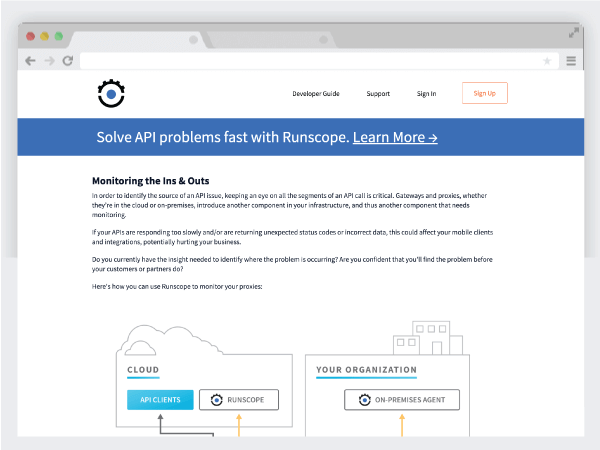 Developer Guide Support Sign In Sign Up
Solve API problems fast with Runscope. Learn More →
Monitoring the Ins & Outs
In order to identify the source of an API issue, keeping an eye on all the segments of an API call is critical. Gateways and proxies, whether
they're in the cloud or on-premises, introduce another component in your infrastructure, and thus another component that needs
monitoring.
If your APIs are responding too slowly and/or are returning unexpected status codes or incorrect data, this could affect your mobile clients
and integrations, potentially hurting your business.
Do you currently have the insight needed to identify where the problem is occurring? Are you confident that you'll find the problem before
your customers or partners do?
Here's how you can use Runscope to monitor your proxies:
CLOUD YOUR ORGANIZATION
API CLIENTS RUNSCOPE ON-PREMISES AGENT